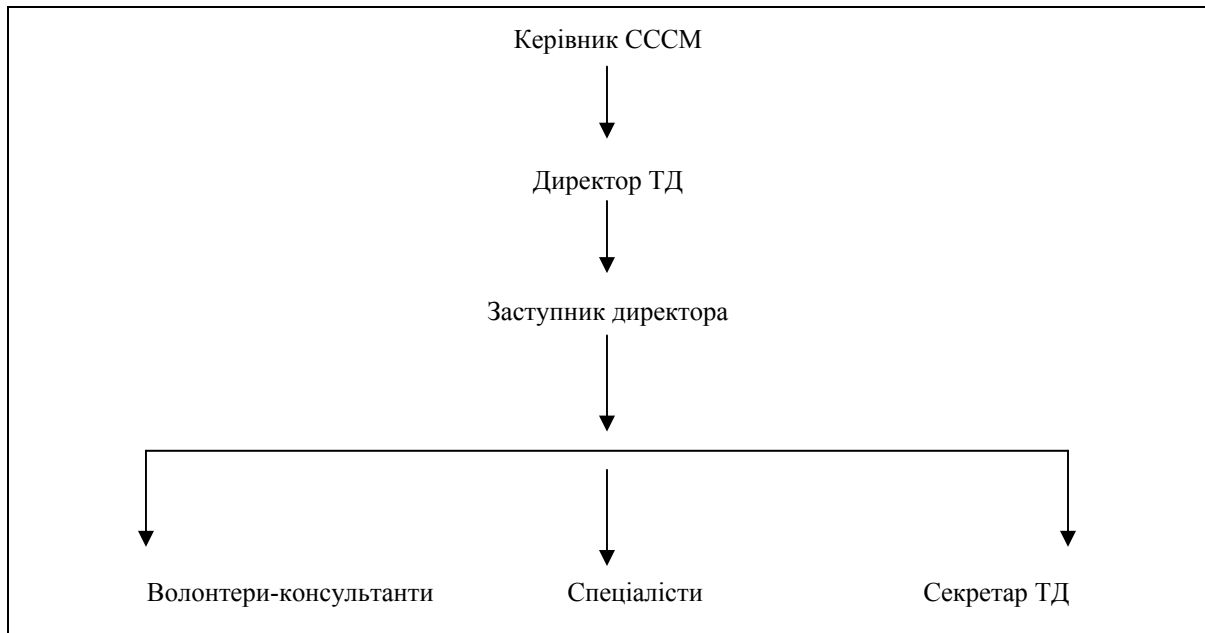 Керівник СССМ
Директор ТД
Заступник директора
Волонтери-консультанти Спеціалісти Секретар ТД